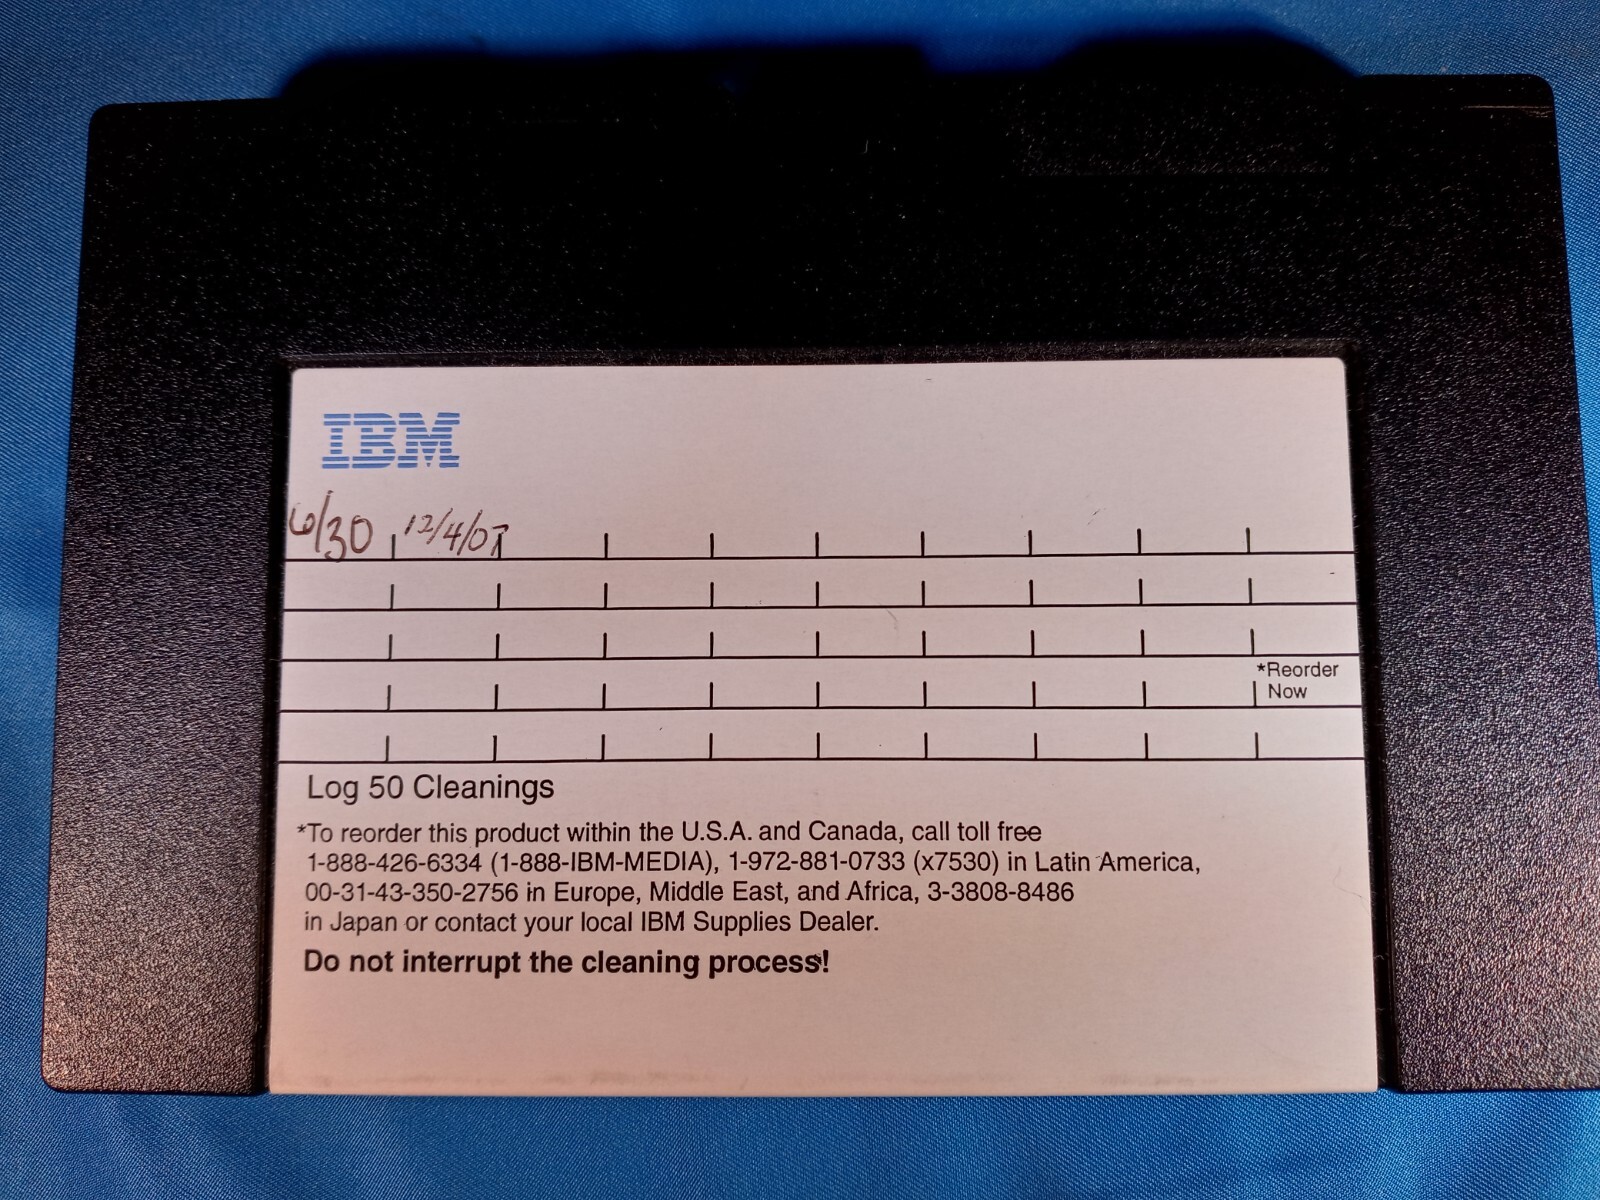 IBM
6/30 12/4/07
*Reorder
Now
Log 50 Cleanings
*To reorder this product within the U.S.A. and Canada, call toll free
1-888-426-6334 (1-888-IBM-MEDIA), 1-972-881-0733 (x7530) in Latin America,
00-31-43-350-2756 in Europe, Middle East, and Africa, 3-3808-8486
in Japan or contact your local IBM Supplies Dealer.
Do not interrupt the cleaning process!